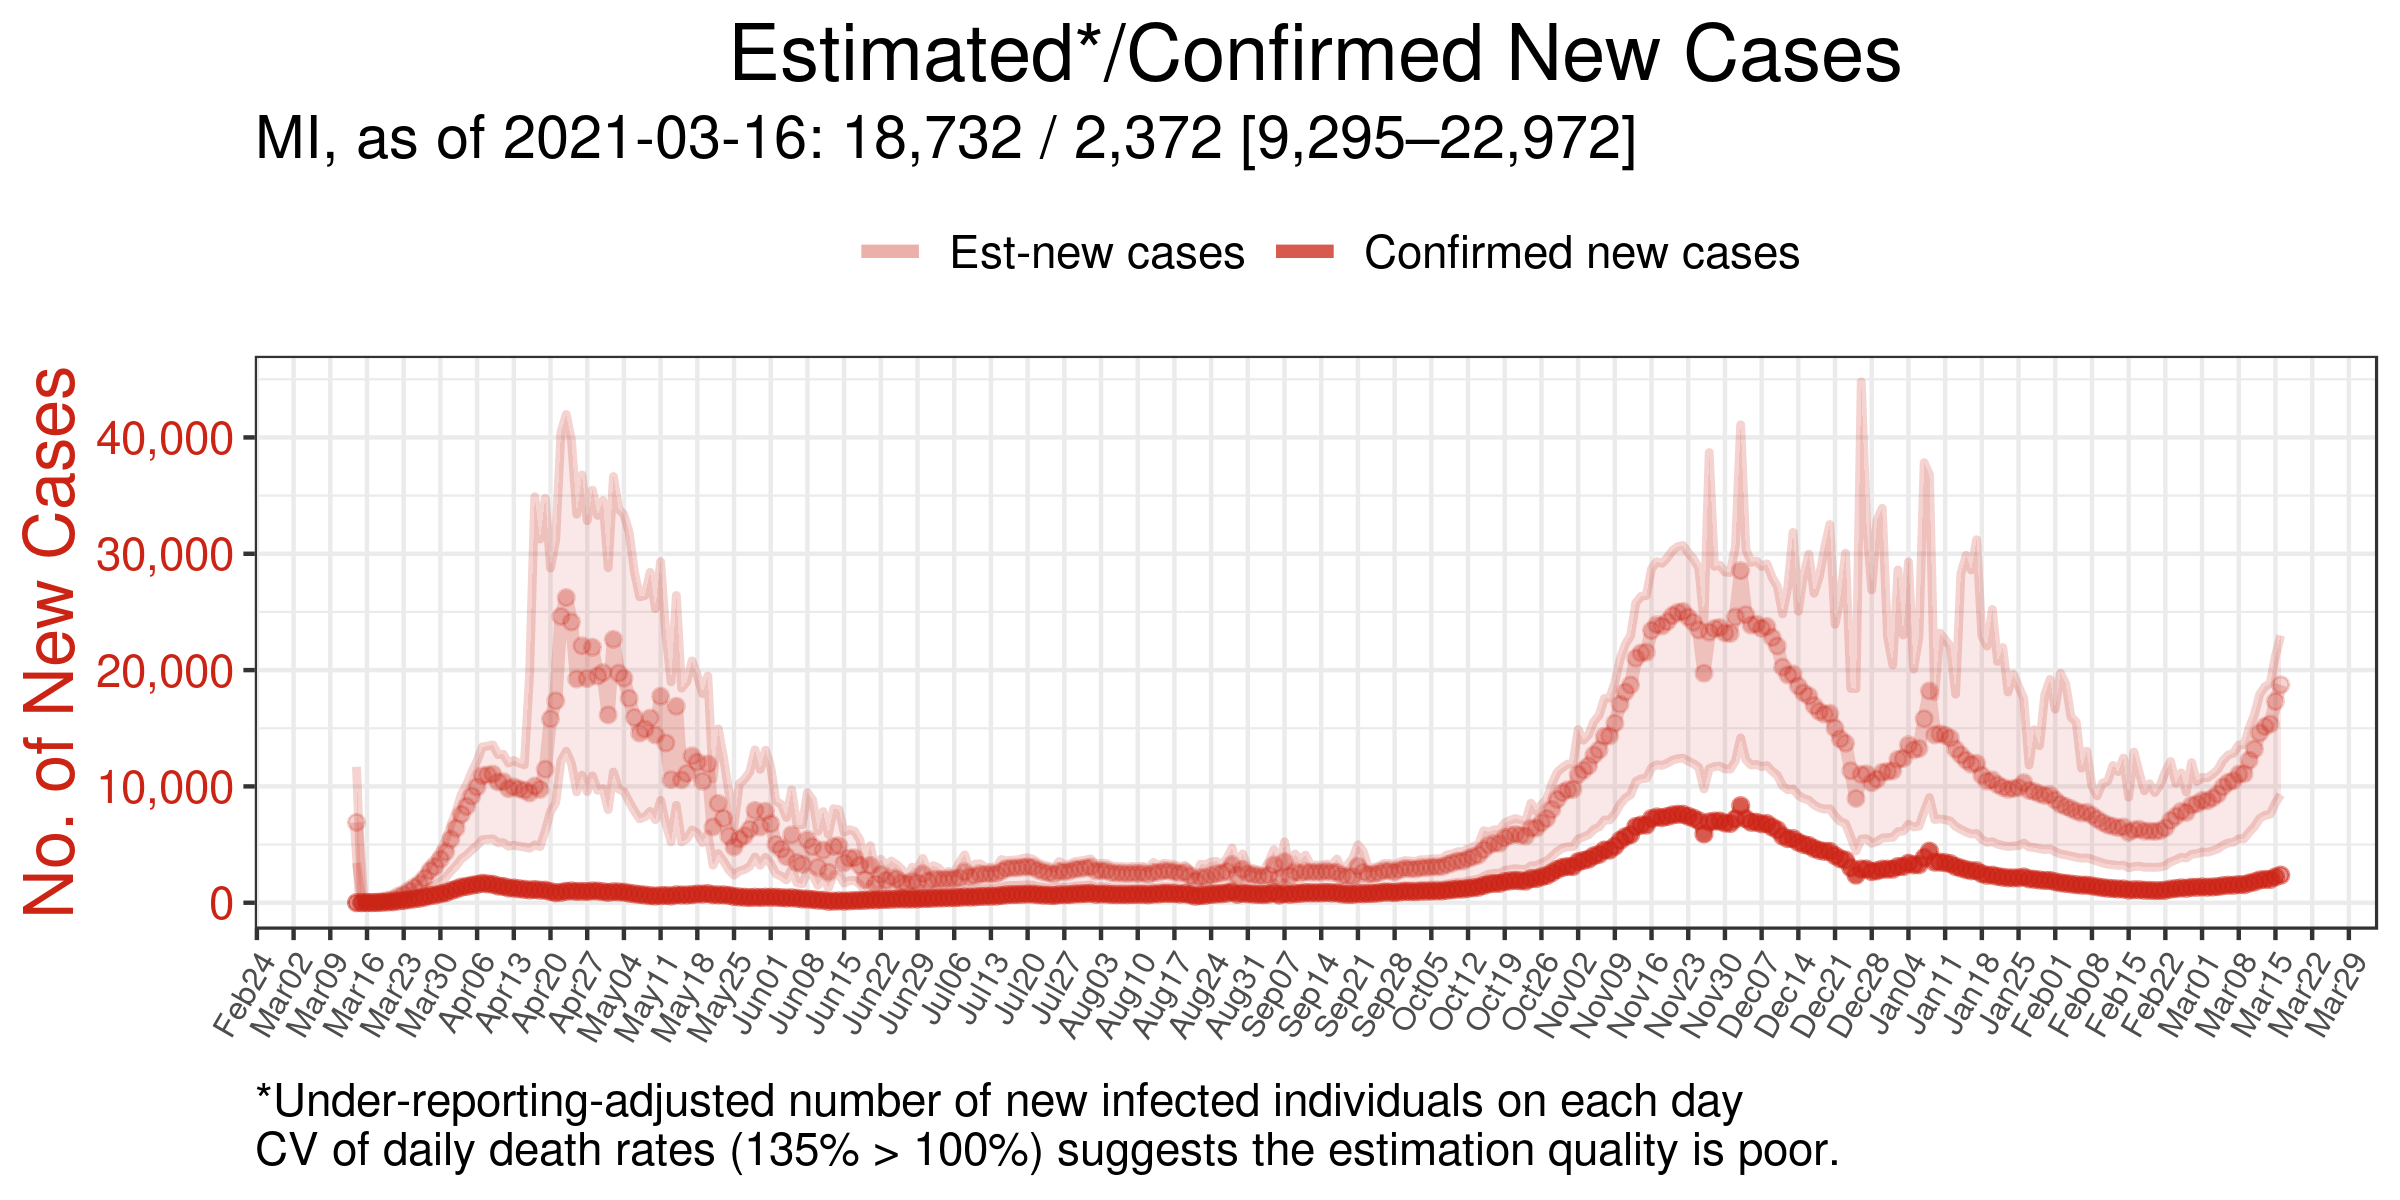 Estimated*/Confirmed New Cases
MI, as of 2021-03-16: 18,732 / 2,372 [9,295–22,972]
Est-new cases
Confirmed new cases
No. of New Cases
40,000
30,000
20,000
10,000
0
Feb24
Mar02
Mar09
Mar16
Mar23
Mar30
Apr06
Apr13
Apr20
Apr27
May04
May11
May18
May25
Jun01
Jun08
Jun15
Jun22
Jun29
Jul06
Jul13
Jul20
Jul27
Aug03
Aug10
Aug17
Aug24
Aug31
Sep07
Sep14
Sep21
Sep28
Oct05
Oct12
Oct19
Oct26
Nov02
Nov09
Nov16
Nov23
Nov30
Dec07
Dec14
Dec21
Dec28
Jan04
Jan11
Jan18
Jan25
Feb01
Feb08
Feb15
Feb22
Mar01
Mar08
Mar15
Mar22
Mar29
*Under-reporting-adjusted number of new infected individuals on each day
CV of daily death rates (135% > 100%) suggests the estimation quality is poor.